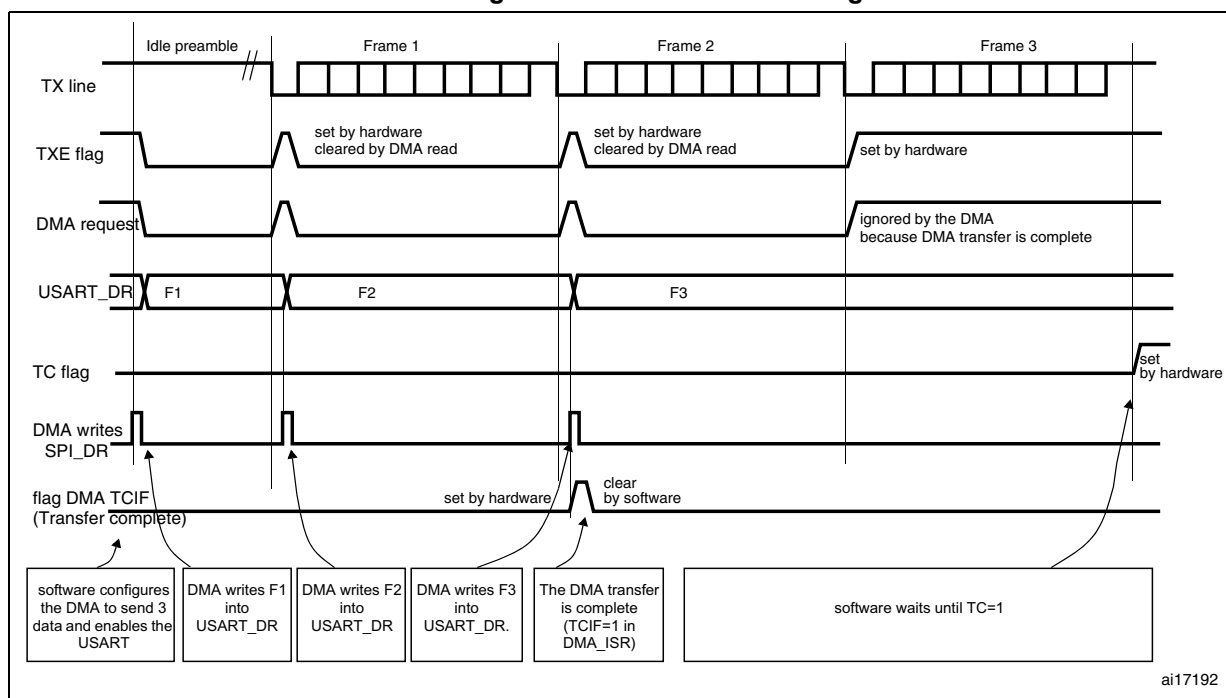 Idle preamble
Frame 1
Frame 2
Frame 3
TX line
TXE flag
set by hardware
cleared by DMA read
set by hardware
cleared by DMA read
set by hardware
DMA request
ignored by the DMA
because DMA transfer is complete
USART_DR
F1
F2
F3
TC flag
set
by hardware
DMA writes
SPI_DR
flag DMA TCIF
(Transfer complete)
set by hardware
clear
by software
software configures
the DMA to send 3
data and enables the
USART
DMA writes F1
into
USART_DR
DMA writes F2
into
USART_DR
DMA writes F3
into
USART_DR.
The DMA transfer
is complete
(TCIF=1 in
DMA_ISR)
software waits until TC=1
ai17192